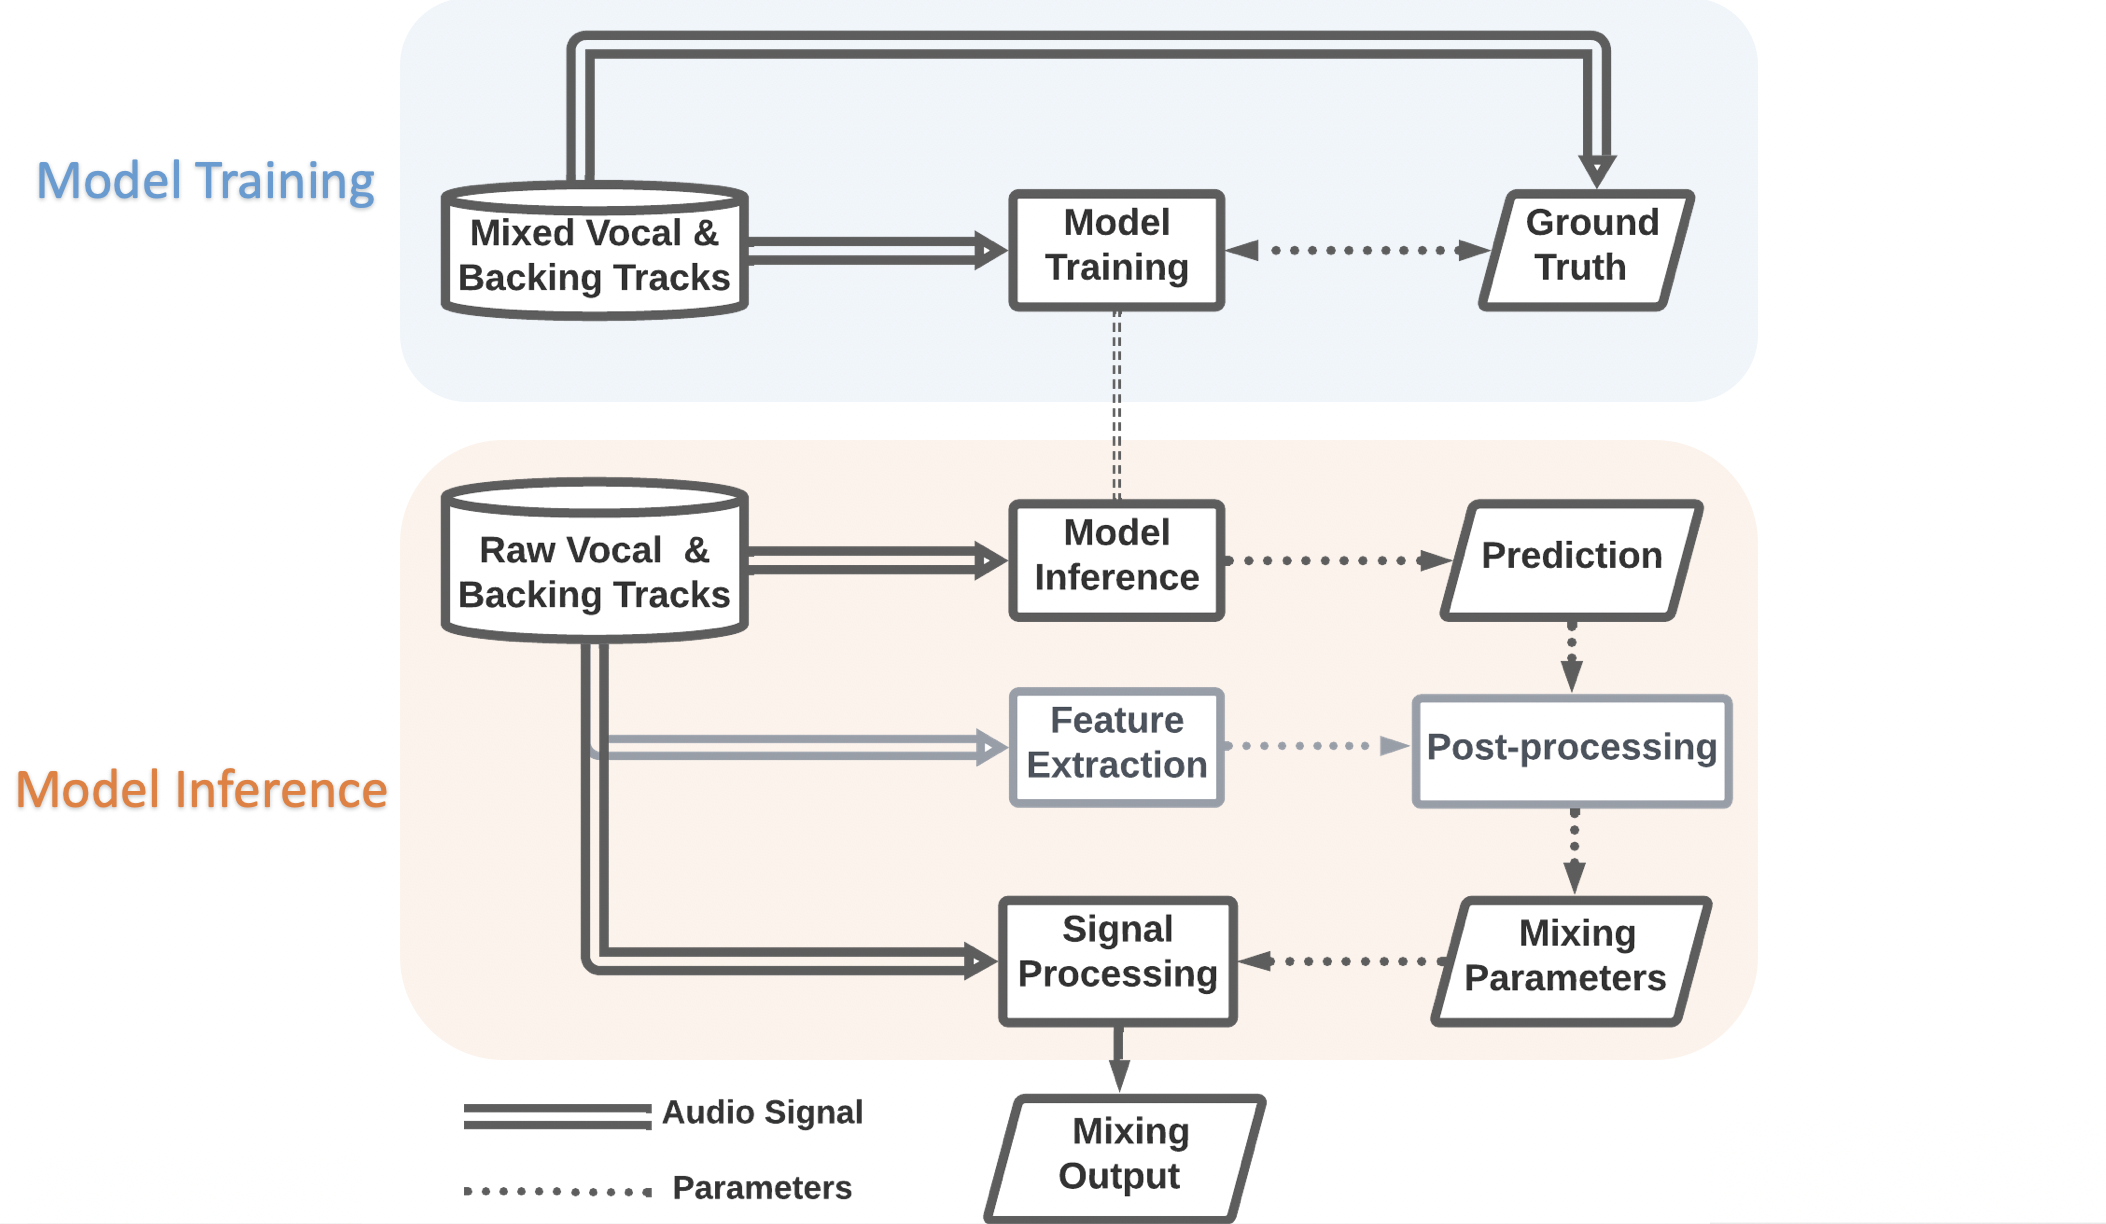 Model Training
Mixed Vocal &
Backing Tracks
Model
Training
Ground
Truth
Model Inference
Raw Vocal &
Backing Tracks
Model
Inference
Prediction
Feature
Extraction
Post-processing
Signal
Processing
Mixing
Parameters
Audio Signal
Parameters
Mixing
Output